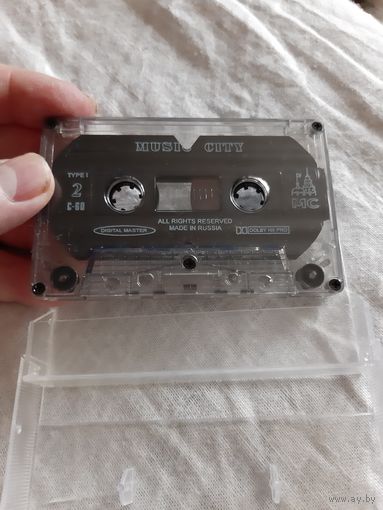 MUSIC CITY
TYPE I
2
C-60
MC
ALL RIGHTS RESERVED
MADE IN RUSSIA
DIGITAL MASTER
DOLBY HX PRO
www.ay.by